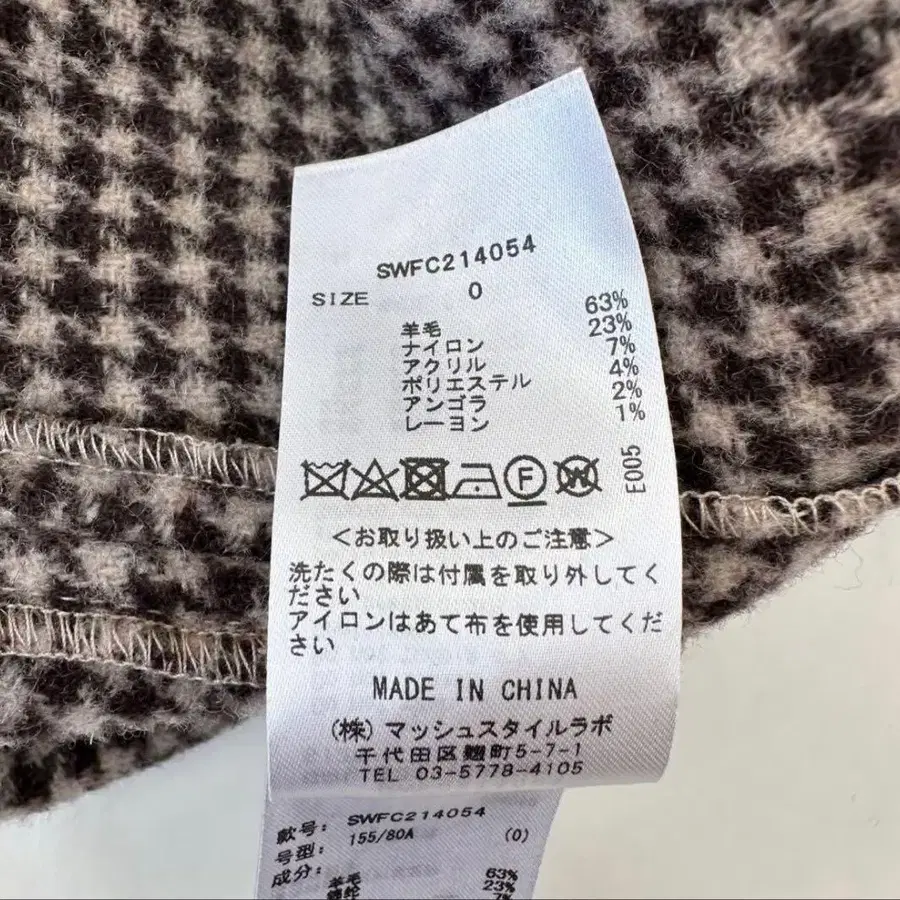 SWFC214054
SIZE 0
羊毛 63%
ナイロン 23%
アクリル 7%
ポリエステル 4%
アンゴラ 2%
レーヨン 1%
F W E005
<お取り扱い上のご注意>
洗たくの際は付属を取り外してく
ださい
アイロンはあて布を使用してくだ
さい
MADE IN CHINA
(株)マッシュスタイルラボ
千代田区麹町5-7-1
TEL 03-5778-4105
款号: SWFC214054
号型: 155/80A (0)
成分: 羊毛 63%
锦纶 23%
7%